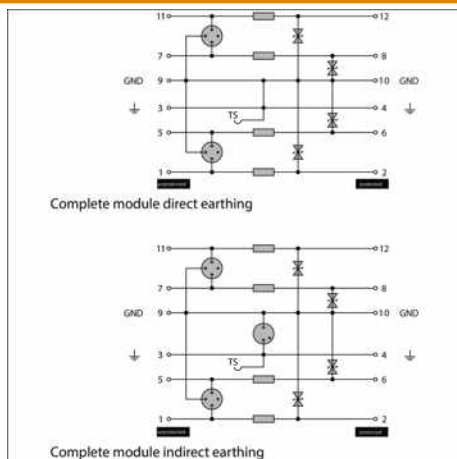 11 12
7 8
GND 9 10 GND
3 4
TS
5 6
1 2
Complete module direct earthing
11 12
7 8
GND 9 10 GND
3 4
TS
5 6
1 2
Complete module indirect earthing